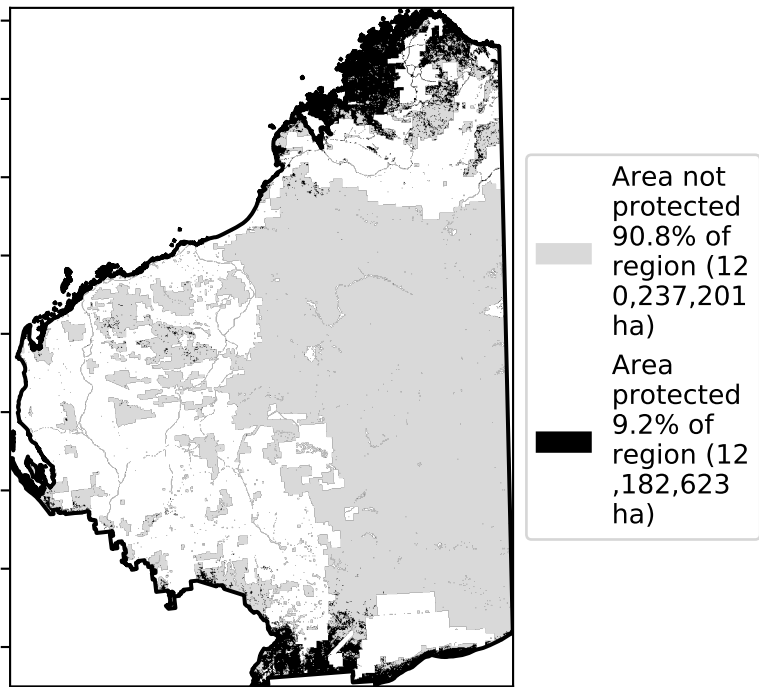 Area not
protected
90.8% of
region (12
0,237,201
ha)
Area
protected
9.2% of
region (12
,182,623
ha)